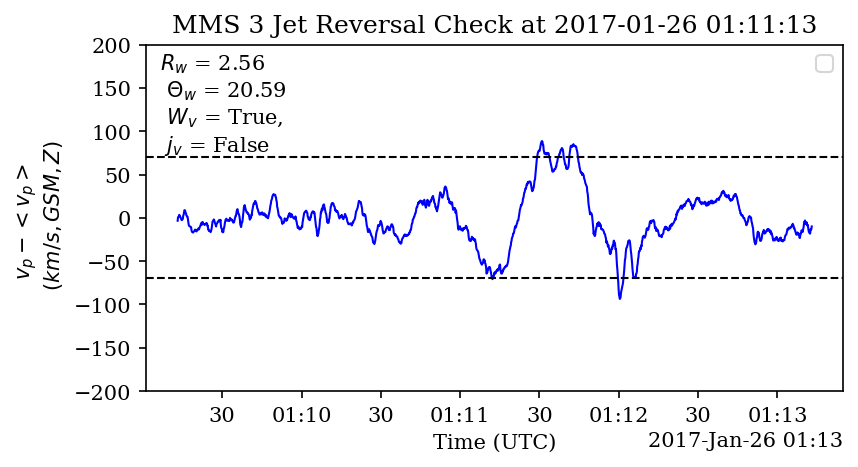 MMS 3 Jet Reversal Check at 2017-01-26 01:11:13
R_w = 2.56
Θ_w = 20.59
W_v = True,
j_v = False
v_p − < v_p >
(km/s, GSM, Z)
200
150
100
50
0
−50
−100
−150
−200
30 01:10 30 01:11 30 01:12 30 01:13
Time (UTC) 2017-Jan-26 01:13